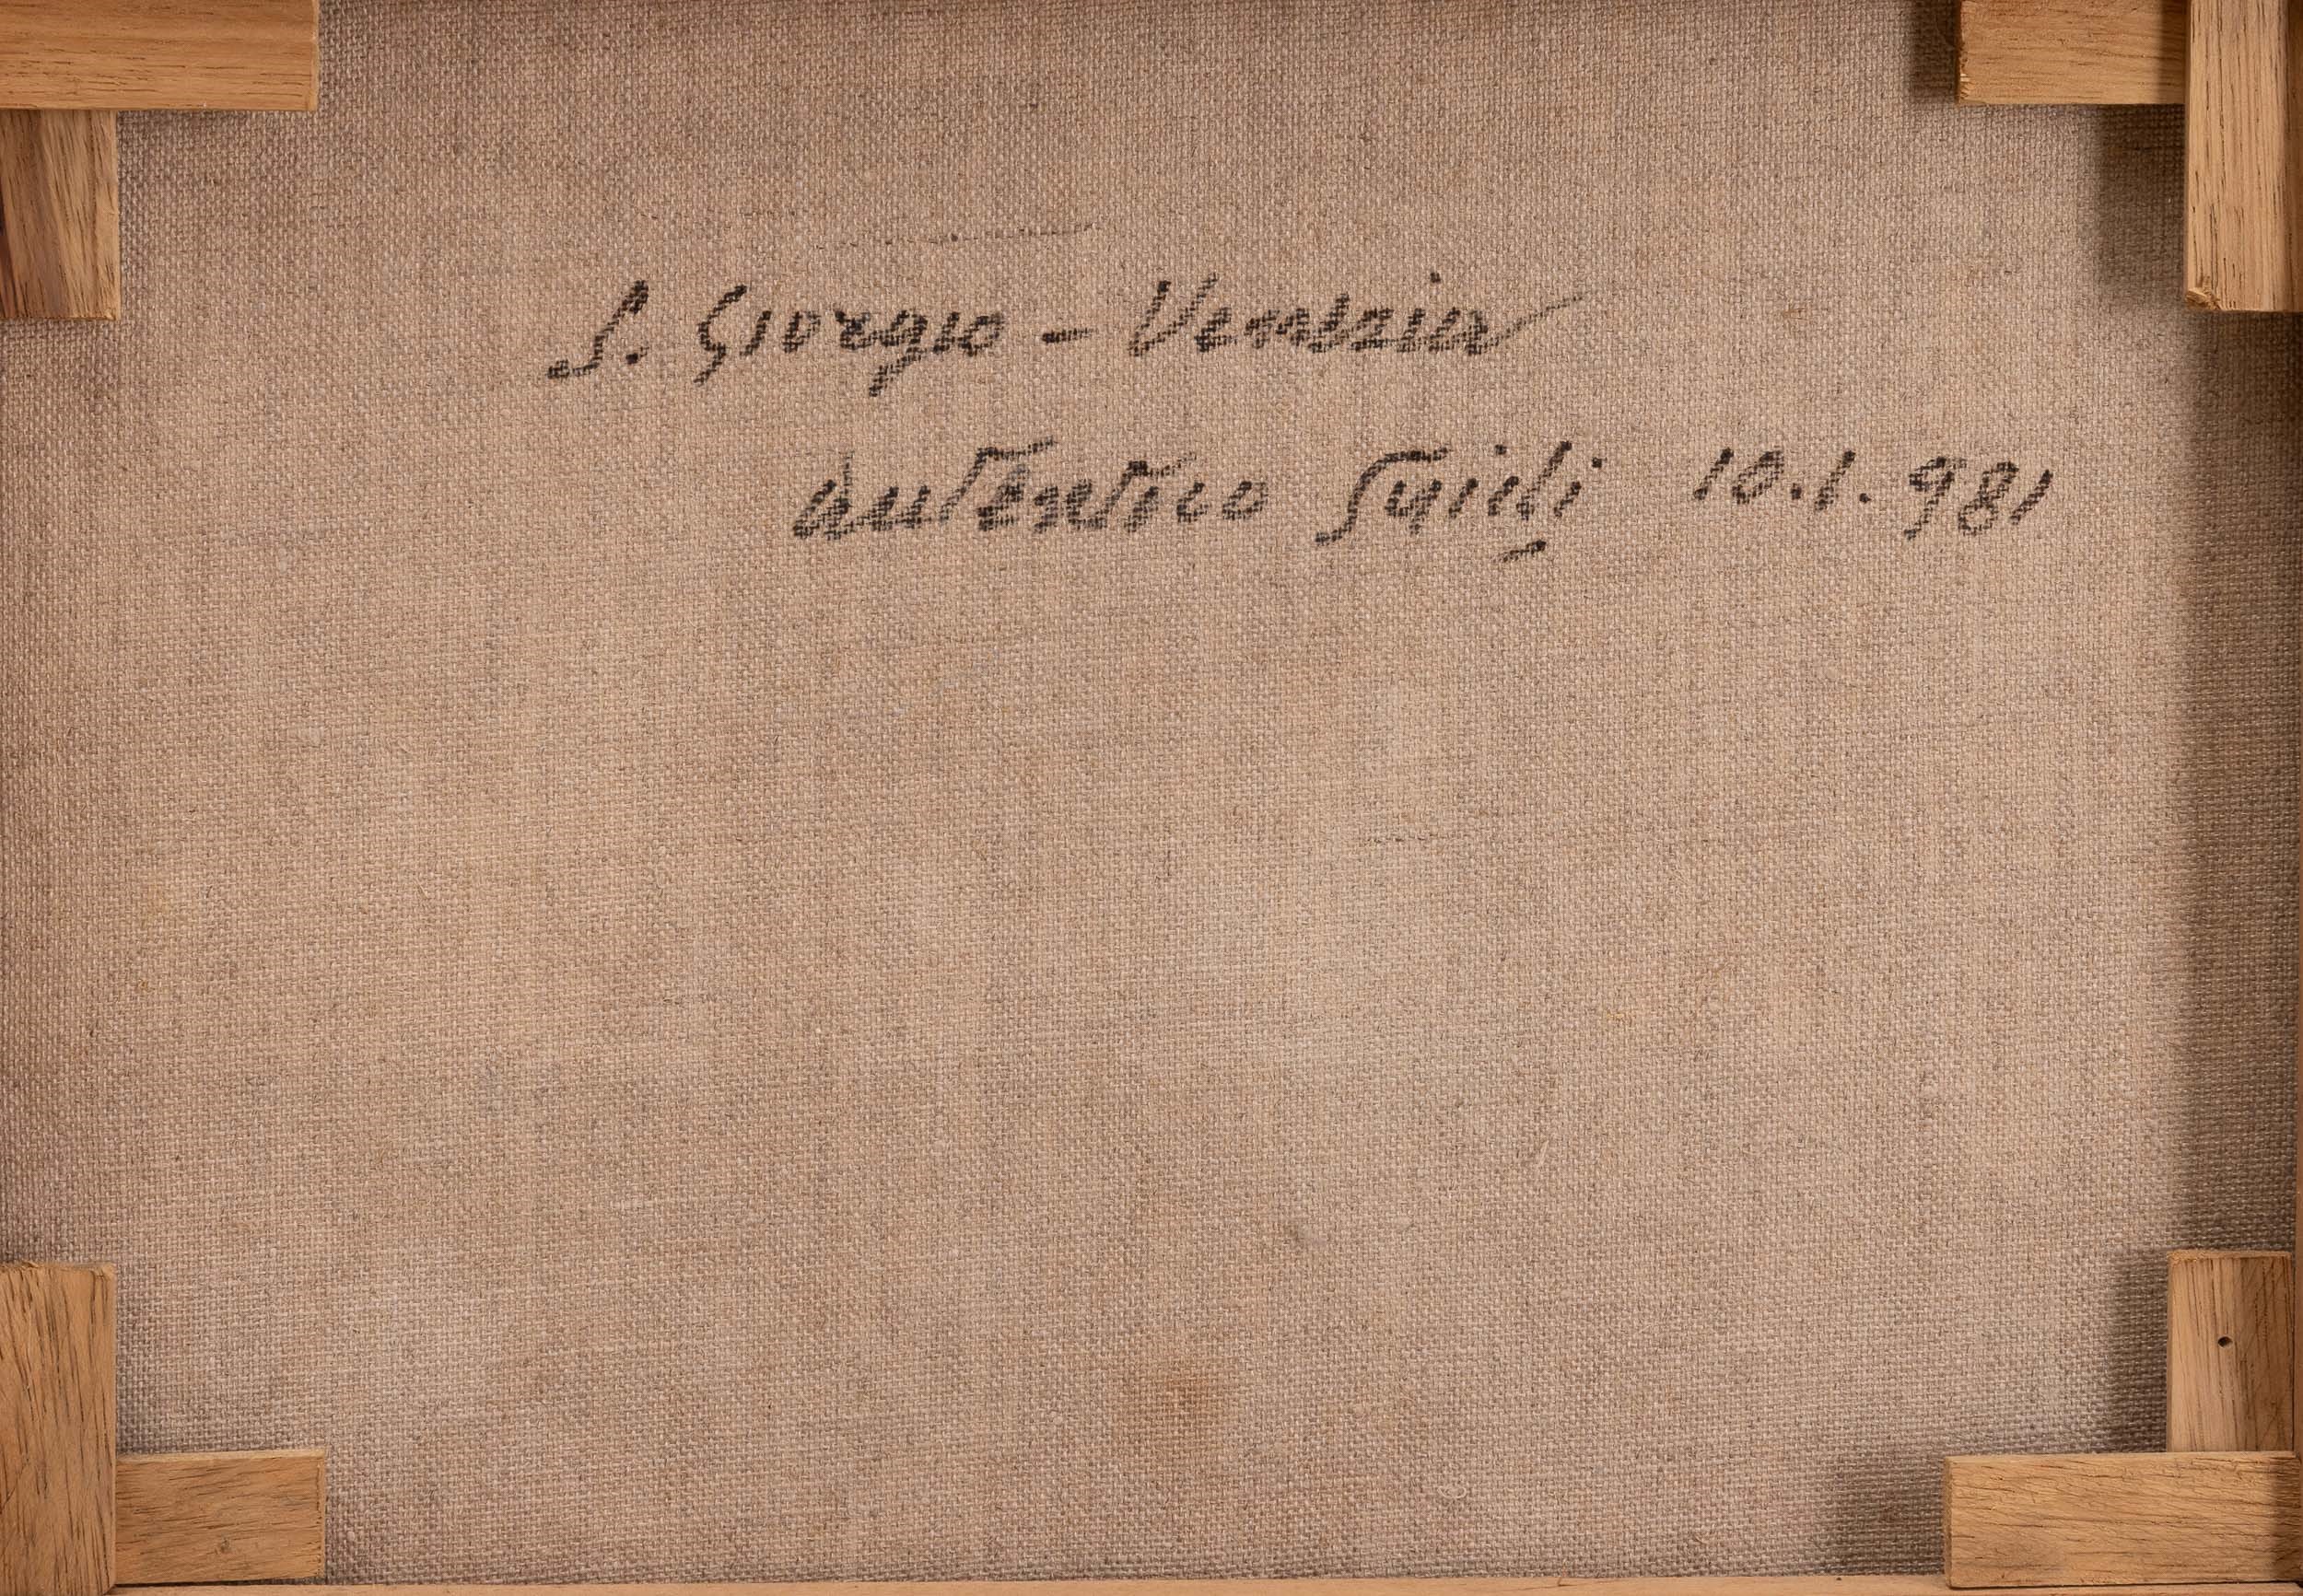 S. Giorgio - Venezia
autentico Guidi 10.1.981